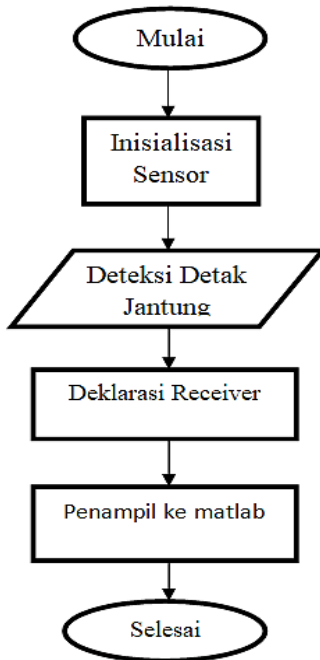 Mulai
Inisialisasi
Sensor
Deteksi Detak
Jantung
Deklarasi Receiver
Penampil ke matlab
Selesai